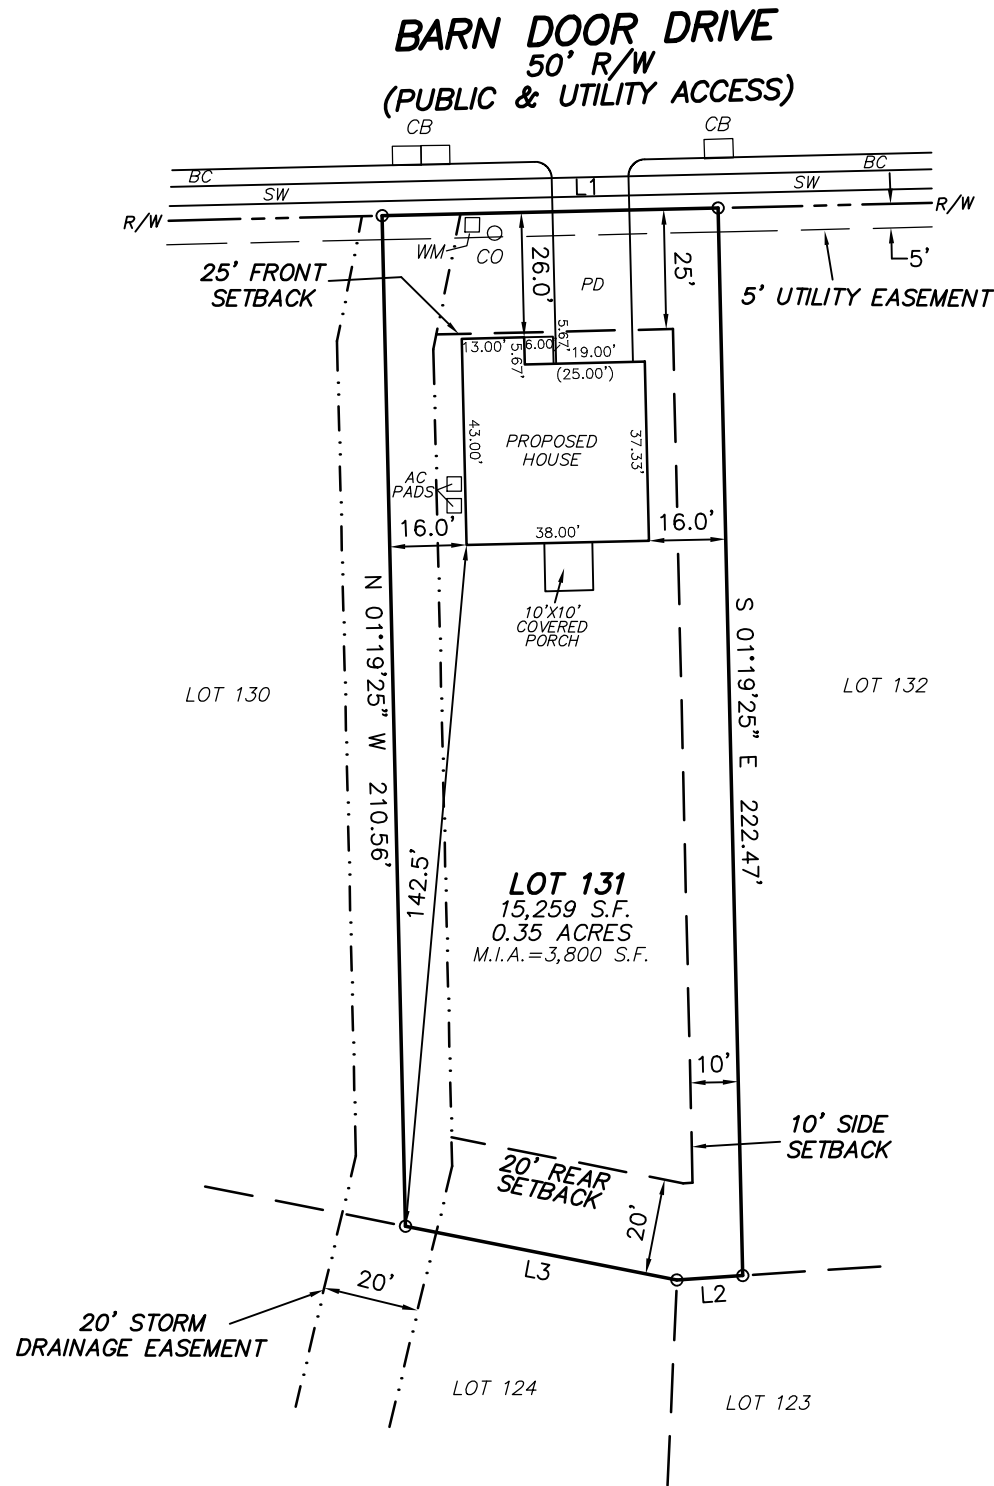 BARN DOOR DRIVE
50' R/W
(PUBLIC & UTILITY ACCESS)
CB
CB
BC
BC
SW
L1
SW
R/W
R/W
WM
CO
26.0'
25'
PD
5'
25' FRONT
SETBACK
5' UTILITY EASEMENT
13.00'
6.00'
5.67'
5.67'
19.00'
(25.00')
43.00'
PROPOSED
HOUSE
37.33'
AC
PADS
16.0'
38.00'
16.0'
10'X10'
COVERED
PORCH
N 01°19'25" W 210.56'
S 01°19'25" E 222.47'
LOT 130
LOT 132
142.5'
LOT 131
15,259 S.F.
0.35 ACRES
M.I.A.=3,800 S.F.
10'
10' SIDE
SETBACK
20' REAR
SETBACK
20'
L3
L2
20'
20' STORM
DRAINAGE EASEMENT
LOT 124
LOT 123